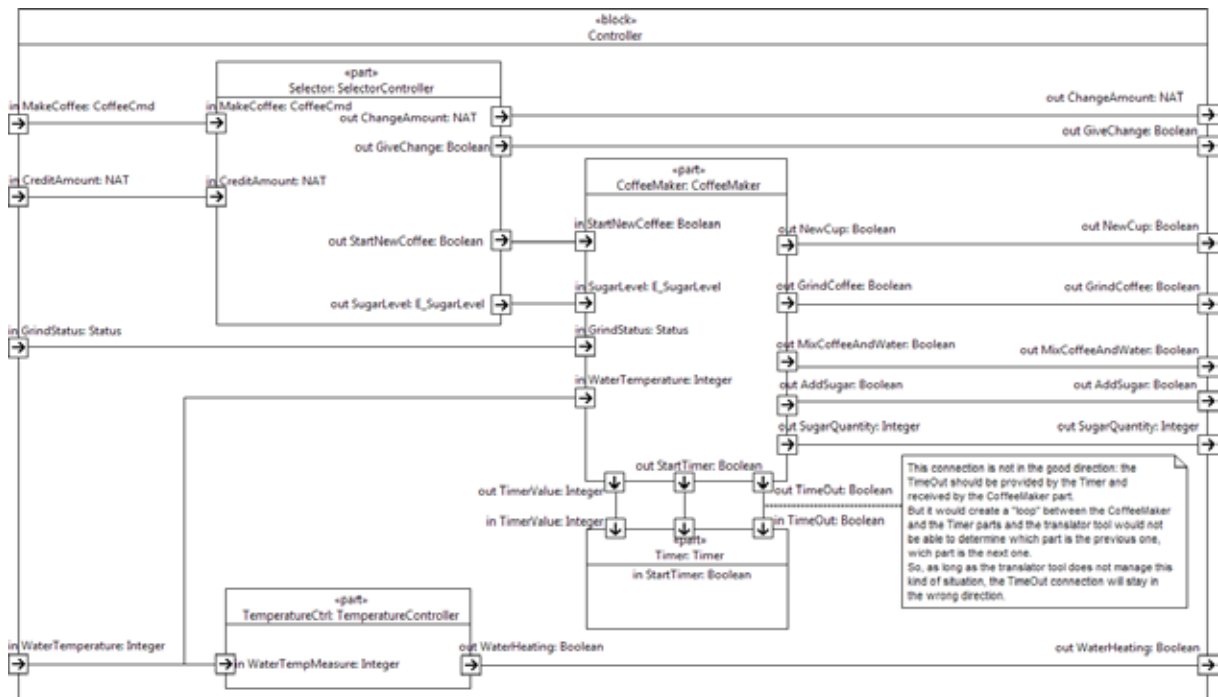 «block»
Controller
«part»
Selector: SelectorController
in MakeCoffee: CoffeeCmd
in MakeCoffee: CoffeeCmd
out ChangeAmount: NAT
out ChangeAmount: NAT
out GiveChange: Boolean
out GiveChange: Boolean
in CreditAmount: NAT
in CreditAmount: NAT
«part»
CoffeeMaker: CoffeeMaker
out StartNewCoffee: Boolean
in StartNewCoffee: Boolean
out NewCup: Boolean
out NewCup: Boolean
out SugarLevel: E_SugarLevel
in SugarLevel: E_SugarLevel
out GrindCoffee: Boolean
out GrindCoffee: Boolean
in GrindStatus: Status
in GrindStatus: Status
out MixCoffeeAndWater: Boolean
out MixCoffeeAndWater: Boolean
in WaterTemperature: Integer
out AddSugar: Boolean
out AddSugar: Boolean
out SugarQuantity: Integer
out SugarQuantity: Integer
out StartTimer: Boolean
out TimerValue: Integer
out TimeOut: Boolean
in TimerValue: Integer
in TimeOut: Boolean
«part»
Timer: Timer
in StartTimer: Boolean
This connection is not in the good direction: the
TimeOut should be provided by the Timer and
received by the CoffeeMaker part.
But it would create a "loop" between the CoffeeMaker
and the Timer parts and the translator tool would not
be able to determine which part is the previous one,
wich part is the next one.
So, as long as the translator tool does not manage this
kind of situation, the TimeOut connection will stay in
the wrong direction.
«part»
TemperatureCtrl: TemperatureController
in WaterTemperature: Integer
in WaterTempMeasure: Integer
out WaterHeating: Boolean
out WaterHeating: Boolean